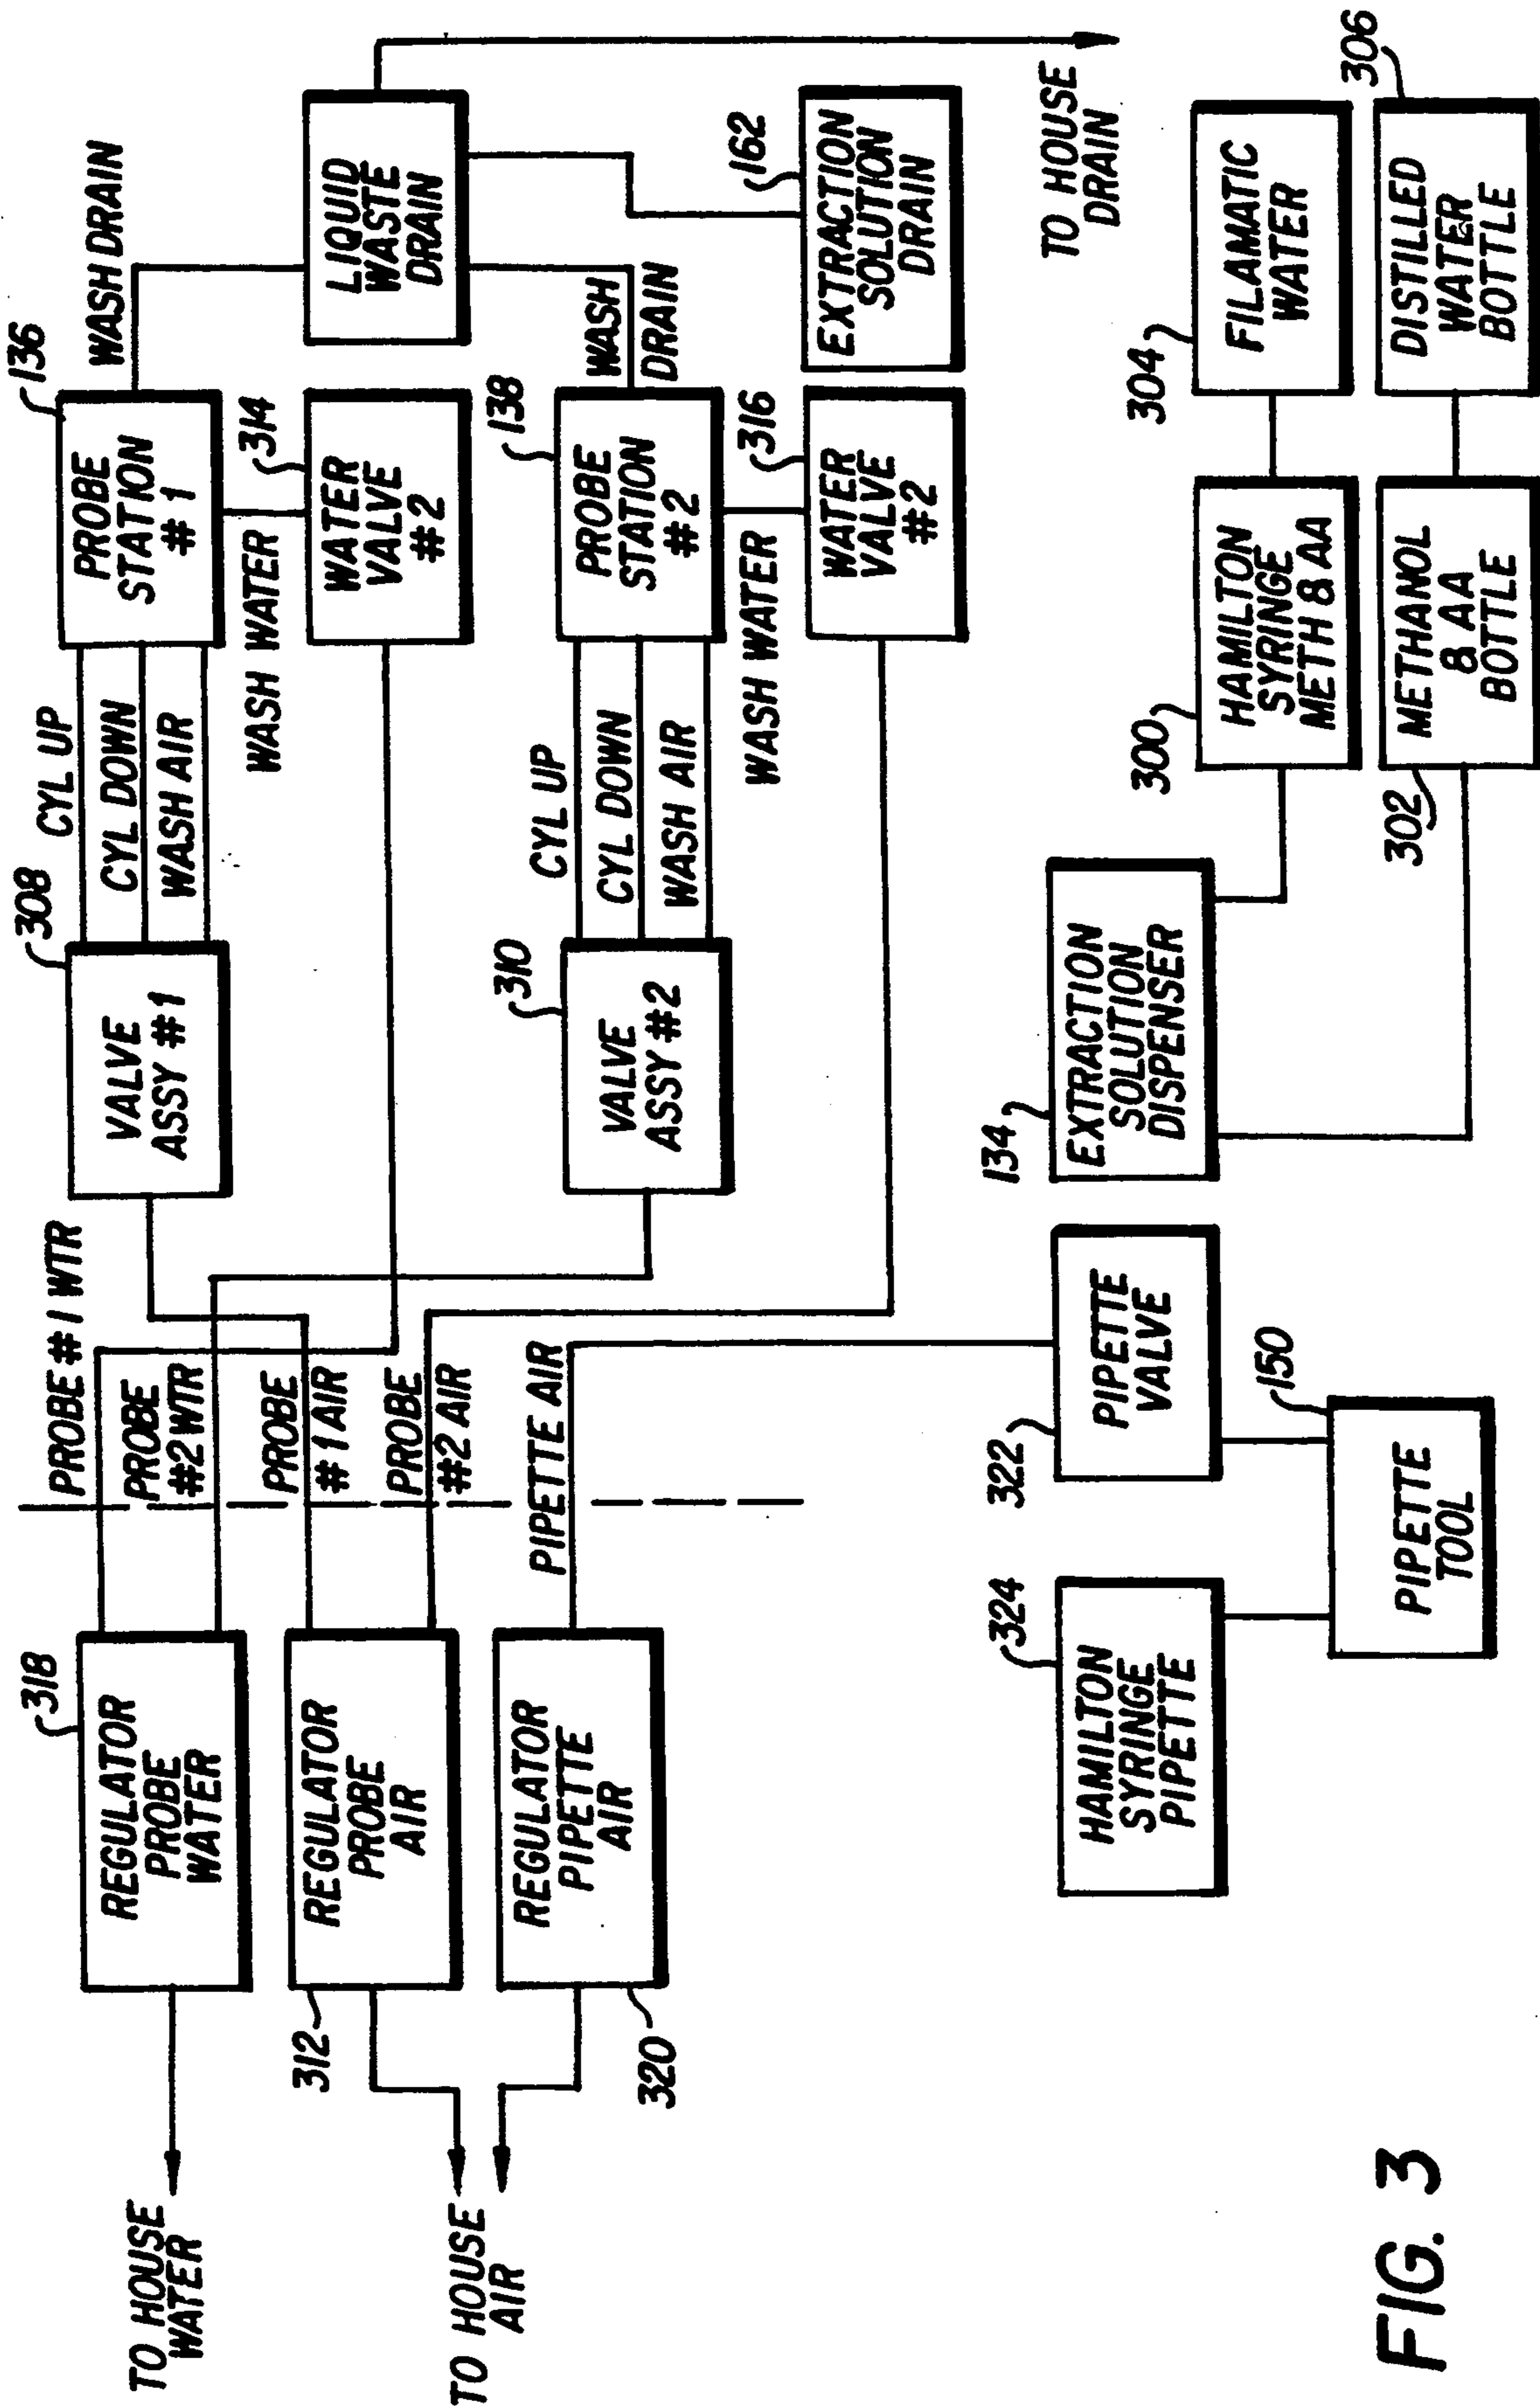 TO HOUSE
WATER
318
REGULATOR
PROBE
WATER
PROBE #1 WTR
PROBE
#2 WTR
308
VALVE
ASSY #1
CYL UP
CYL DOWN
WASH AIR
136
PROBE
STATION
# 1
WASH DRAIN
WASH WATER
314
WATER
VALVE
#2
LIQUID
WASTE
DRAIN
TO HOUSE
AIR
312
REGULATOR
PROBE
AIR
PROBE
#1 AIR
PROBE
#2 AIR
320
REGULATOR
PIPETTE
AIR
PIPETTE AIR
310
VALVE
ASSY #2
CYL UP
CYL DOWN
WASH AIR
138
PROBE
STATION
#2
WASH
DRAIN
WASH WATER
316
WATER
VALVE
#2
162
EXTRACTION
SOLUTION
DRAIN
TO HOUSE
DRAIN
324
HAMILTON
SYRINGE
PIPETTE
322
PIPETTE
VALVE
150
PIPETTE
TOOL
134
EXTRACTION
SOLUTION
DISPENSER
300
HAMILTON
SYRINGE
METH & AA
304
FILAMATIC
WATER
302
METHANOL
& AA
BOTTLE
306
DISTILLED
WATER
BOTTLE
FIG. 3